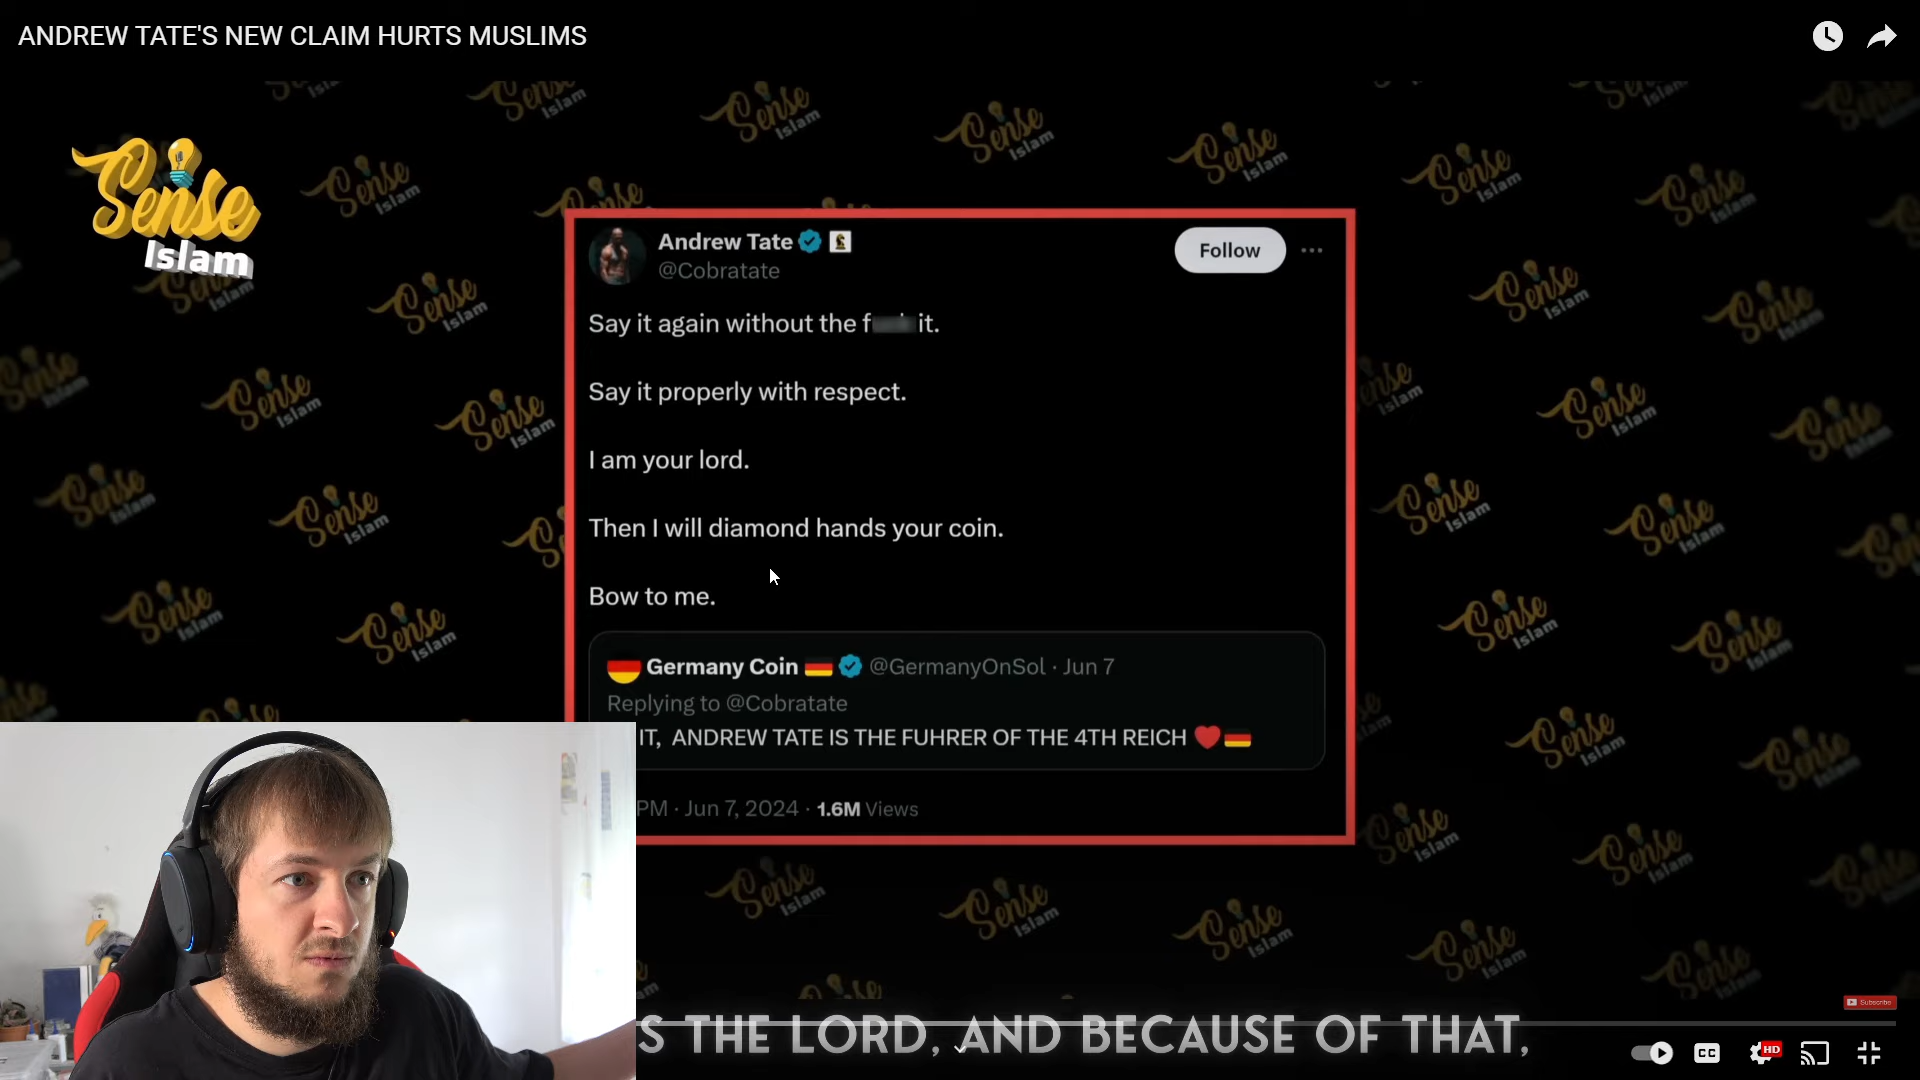 ANDREW TATE'S NEW CLAIM HURTS MUSLIMS
Sense
Islam
Andrew Tate
@Cobratate
Follow
Say it again without the f it.
Say it properly with respect.
I am your lord.
Then I will diamond hands your coin.
Bow to me.
Germany Coin @GermanyOnSol · Jun 7
Replying to @Cobratate
IT, ANDREW TATE IS THE FUHRER OF THE 4TH REICH
PM · Jun 7, 2024 · 1.6M Views
Subscribe
S THE LORD, AND BECAUSE OF THAT,
CC
HD